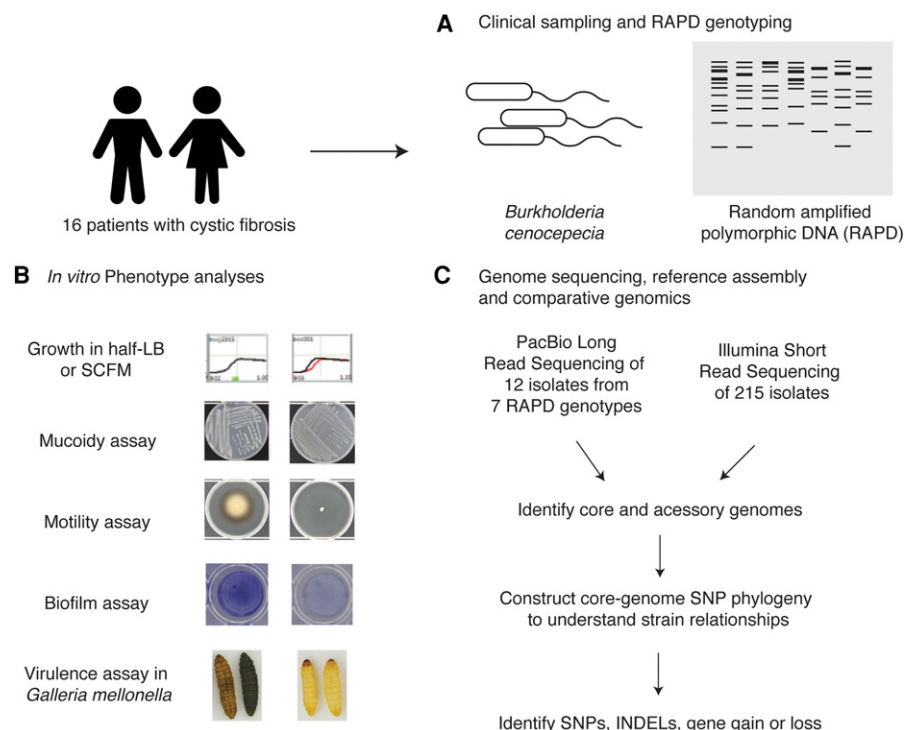 A Clinical sampling and RAPD genotyping
16 patients with cystic fibrosis
Burkholderia
cenocepecia
Random amplified
polymorphic DNA (RAPD)
B In vitro Phenotype analyses
Growth in half-LB
or SCFM
Mucoidy assay
Motility assay
Biofilm assay
Virulence assay in
Galleria mellonella
C Genome sequencing, reference assembly
and comparative genomics
PacBio Long
Read Sequencing of
12 isolates from
7 RAPD genotypes
Illumina Short
Read Sequencing
of 215 isolates
Identify core and acessory genomes
Construct core-genome SNP phylogeny
to understand strain relationships
Identify SNPs, INDELs, gene gain or loss